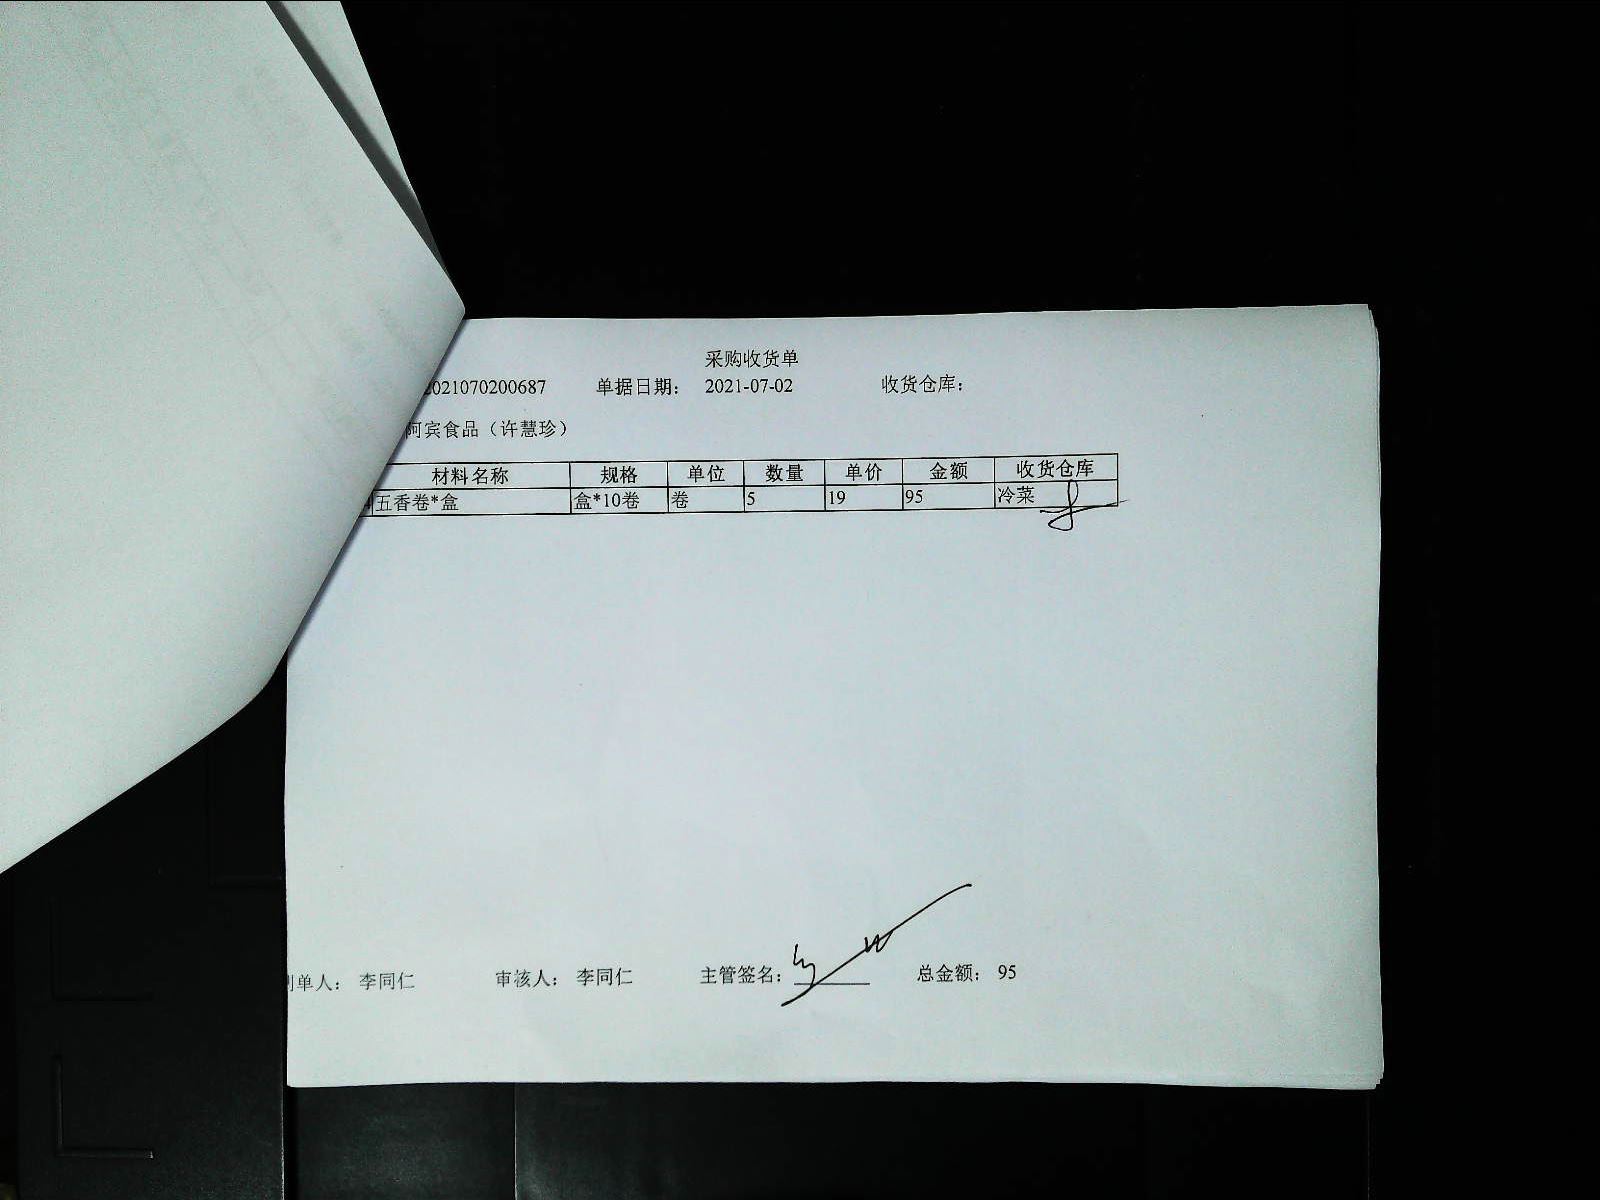 采购收货单
2021070200687 单据日期： 2021-07-02 收货仓库：
阿宾食品（许慧珍）
材料名称 规格 单位 数量 单价 金额 收货仓库
五香卷*盒 盒*10卷 卷 5 19 95 冷菜
制单人： 李同仁 审核人： 李同仁 主管签名： 总金额： 95